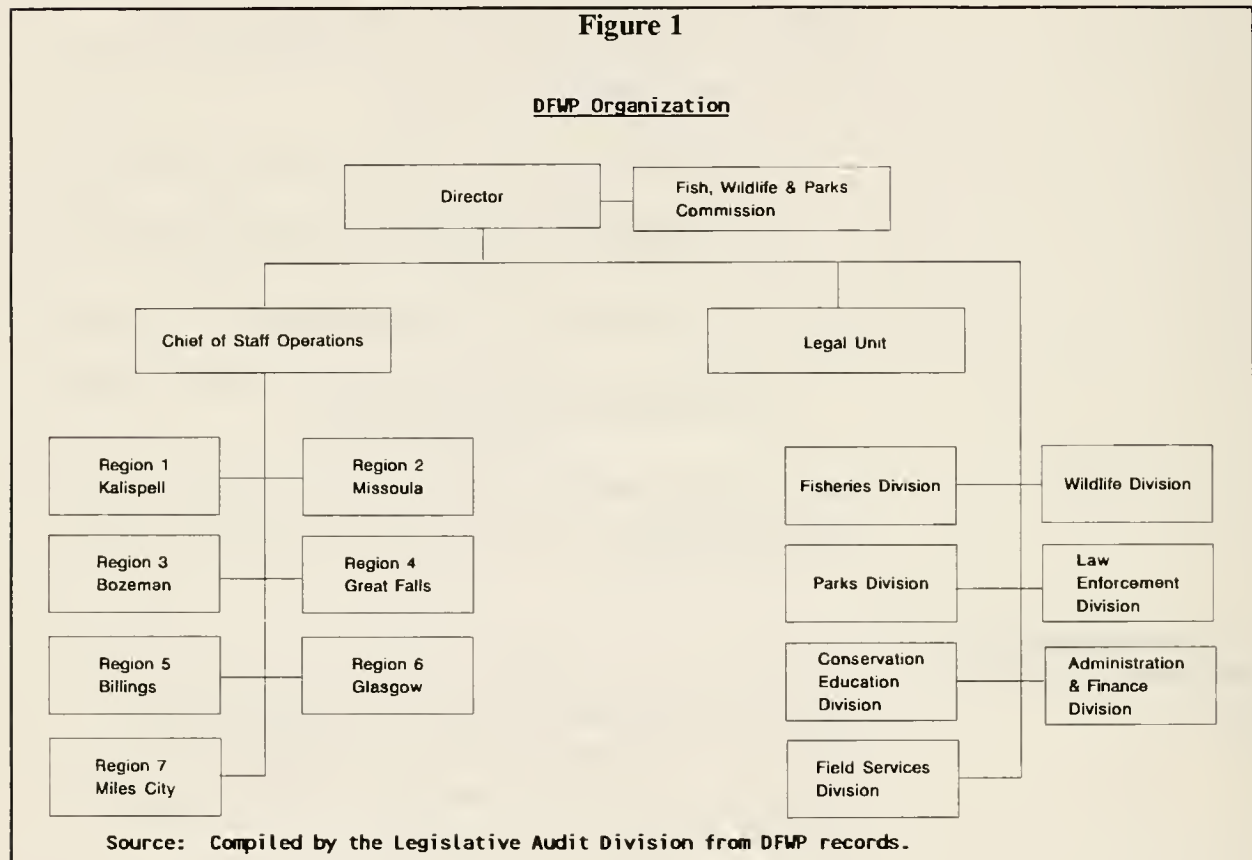 Figure 1
DFWP Organization
Director
Fish, Wildlife & Parks
Commission
Chief of Staff Operations
Legal Unit
Region 1
Kalispell
Region 2
Missoula
Fisheries Division
Wildlife Division
Region 3
Bozeman
Region 4
Great Falls
Parks Division
Law
Enforcement
Division
Region 5
Billings
Region 6
Glasgow
Conservation
Education
Division
Administration
& Finance
Division
Region 7
Miles City
Field Services
Division
Source: Compiled by the Legislative Audit Division from DFWP records.